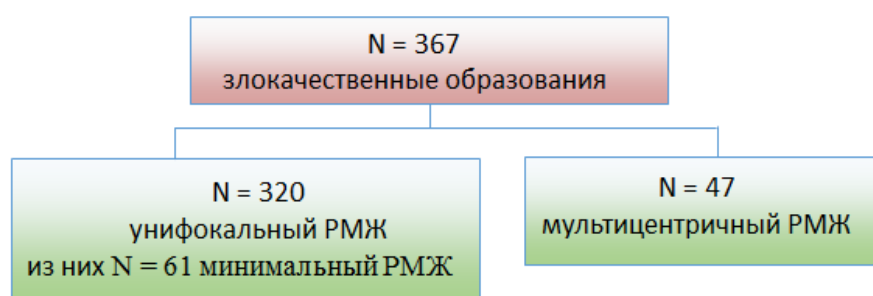 N = 367
злокачественные образования
N = 320
унифокальный РМЖ
из них N = 61 минимальный РМЖ
N = 47
мультицентричный РМЖ